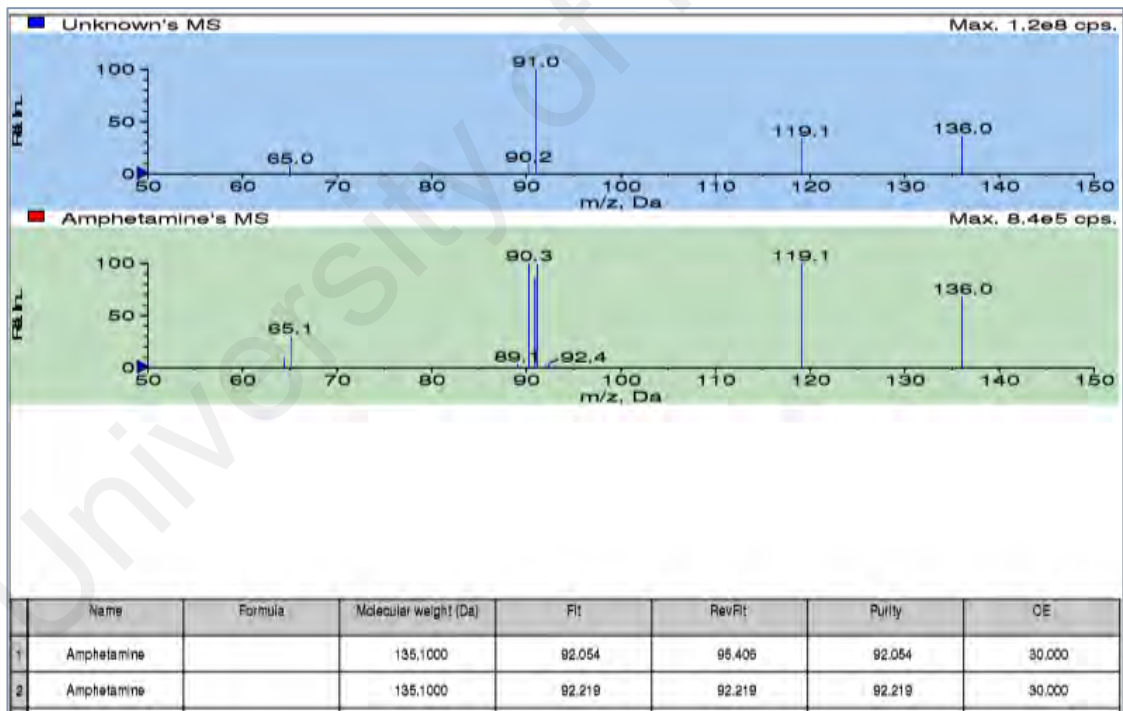 Unknown's MS Max. 1.2e8 cps.
100
91.0
50
119.1 136.0
65.0 90.2
0
50 60 70 80 90 100 110 120 130 140 150
m/z, Da
Amphetamine's MS Max. 8.4e5 cps.
100
90.3 119.1
136.0
50
65.1
89.1 92.4
0
50 60 70 80 90 100 110 120 130 140 150
m/z, Da
Name Formula Molecular weight (Da) Fit RevFit Purity CE
1 Amphetamine 135.1000 92.054 95.406 92.054 30.000
2 Amphetamine 135.1000 92.219 92.219 92.219 30.000
University of